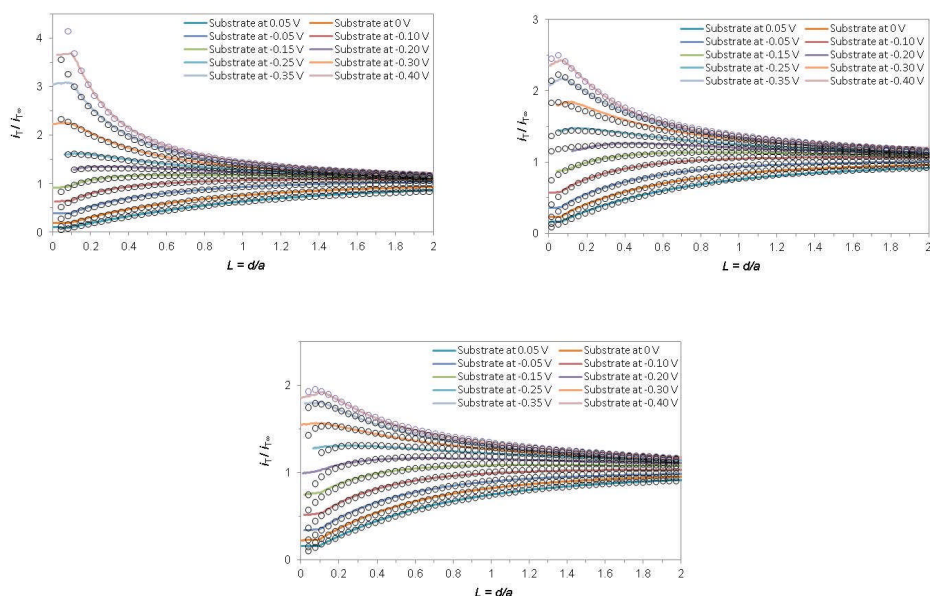 Substrate at 0.05 V Substrate at 0 V
Substrate at -0.05 V Substrate at -0.10 V
Substrate at -0.15 V Substrate at -0.20 V
Substrate at -0.25 V Substrate at -0.30 V
Substrate at -0.35 V Substrate at -0.40 V
4
3
2
1
0
iT / iT∞
0 0.2 0.4 0.6 0.8 1 1.2 1.4 1.6 1.8 2
L = d/a
Substrate at 0.05 V Substrate at 0 V
Substrate at -0.05 V Substrate at -0.10 V
Substrate at -0.15 V Substrate at -0.20 V
Substrate at -0.25 V Substrate at -0.30 V
Substrate at -0.35 V Substrate at -0.40 V
3
2
1
0
iT / iT∞
0 0.2 0.4 0.6 0.8 1 1.2 1.4 1.6 1.8 2
L = d/a
Substrate at 0.05 V Substrate at 0 V
Substrate at -0.05 V Substrate at -0.10 V
Substrate at -0.15 V Substrate at -0.20 V
Substrate at -0.25 V Substrate at -0.30 V
Substrate at -0.35 V Substrate at -0.40 V
2
1
0
iT / iT∞
0 0.2 0.4 0.6 0.8 1 1.2 1.4 1.6 1.8 2
L = d/a